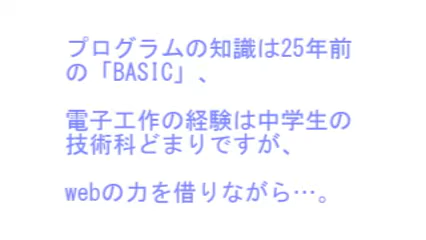 プログラムの知識は25年前
の「BASIC」、
電子工作の経験は中学生の
技術科どまりですが、
webの力を借りながら…。